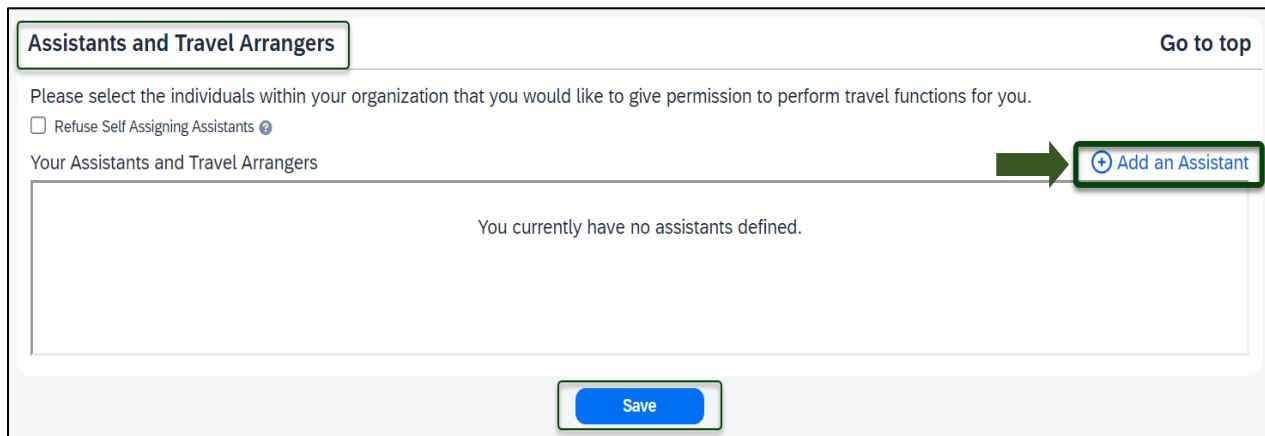 Assistants and Travel Arrangers
Go to top
Please select the individuals within your organization that you would like to give permission to perform travel functions for you.
Refuse Self Assigning Assistants ?
Your Assistants and Travel Arrangers
Add an Assistant
You currently have no assistants defined.
Save